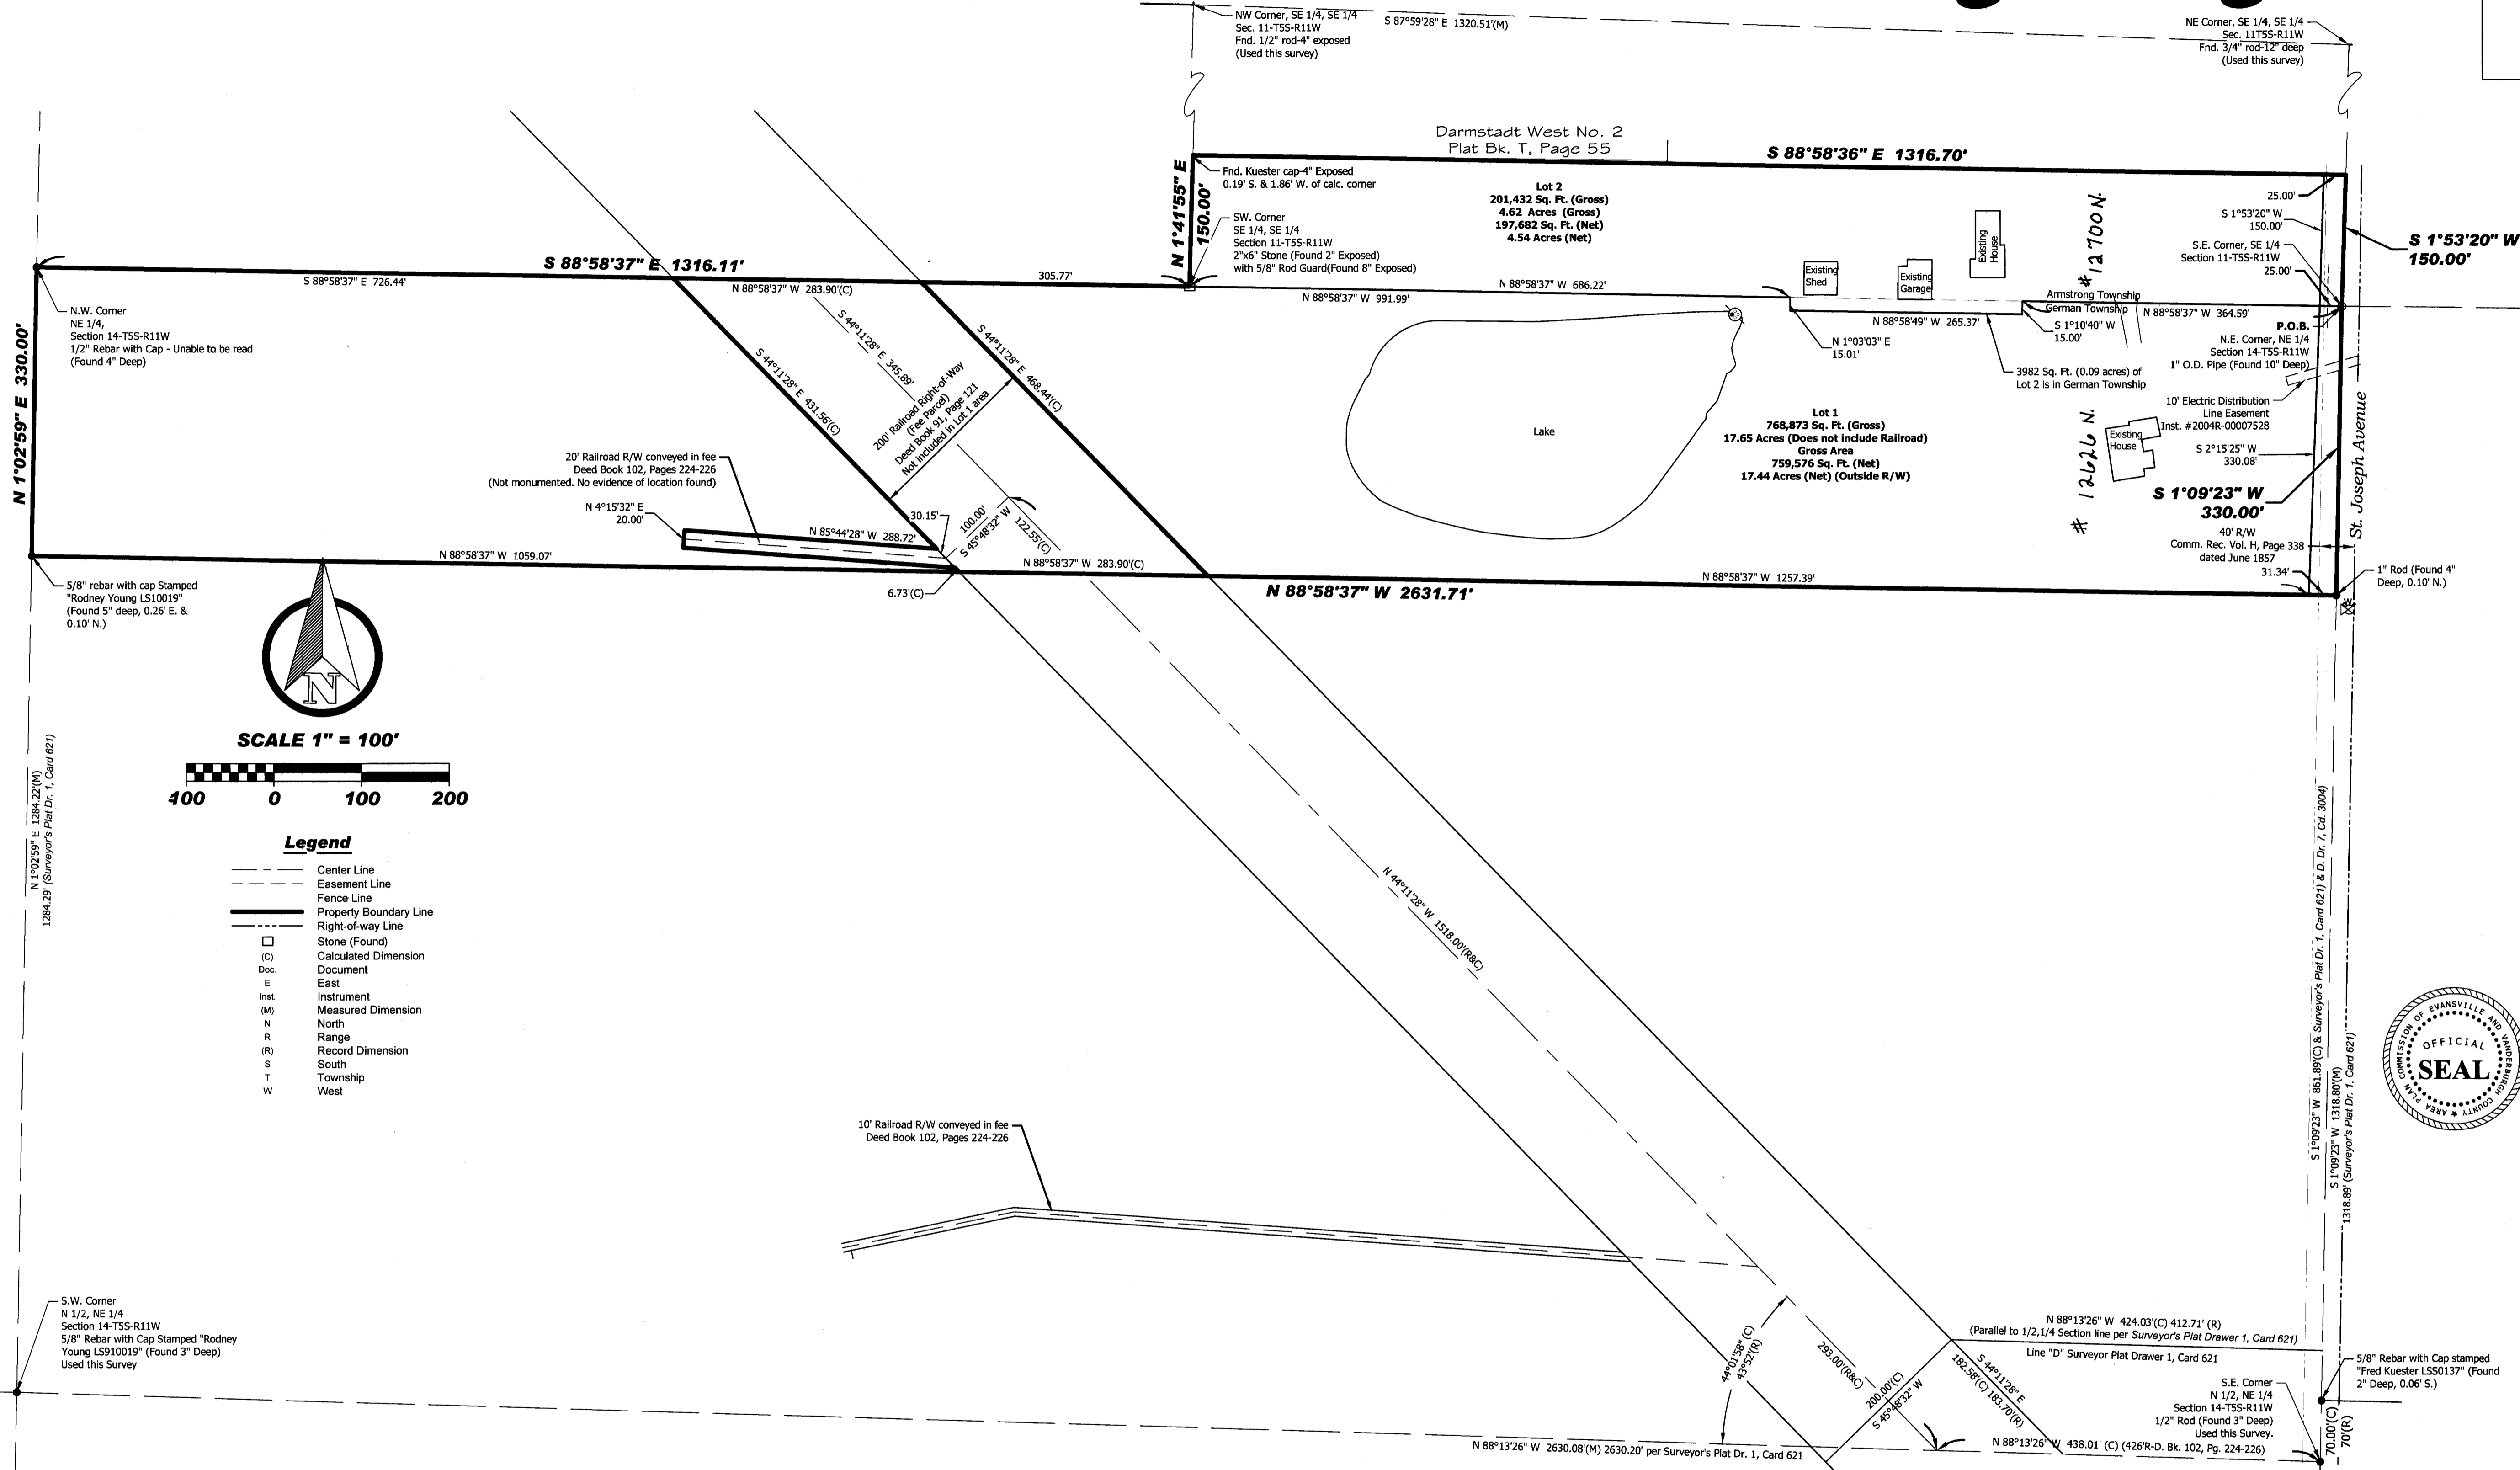 NW Corner, SE 1/4, SE 1/4
Sec. 11-T5S-R11W
Fnd. 1/2" rod-4" exposed
(Used this survey)
S 87°59'28" E 1320.51'(M)
NE Corner, SE 1/4, SE 1/4
Sec. 11T5S-R11W
Fnd. 3/4" rod-12" deep
(Used this survey)
Darmstadt West No. 2
Plat Bk. T, Page 55
S 88°58'36" E 1316.70'
N 1°41'55" E
150.00'
Fnd. Kuester cap-4" Exposed
0.19' S. & 1.86' W. of calc. corner
SW. Corner
SE 1/4, SE 1/4
Section 11-T5S-R11W
2"x6" Stone (Found 2" Exposed)
with 5/8" Rod Guard(Found 8" Exposed)
Lot 2
201,432 Sq. Ft. (Gross)
4.62 Acres (Gross)
197,682 Sq. Ft. (Net)
4.54 Acres (Net)
Existing
Shed
Existing
Garage
Existing
House
# 12700 N.
25.00'
S 1°53'20" W
150.00'
S.E. Corner, SE 1/4
Section 11-T5S-R11W
25.00'
S 1°53'20" W
150.00'
S 88°58'37" E 1316.11'
S 88°58'37" E 726.44'
N 88°58'37" W 283.90'(C)
305.77'
N 88°58'37" W 991.99'
N 88°58'37" W 686.22'
Armstrong Township
German Township
N 88°58'37" W 364.59'
N 88°58'49" W 265.37'
S 1°10'40" W
15.00'
N 1°03'03" E
15.01'
3982 Sq. Ft. (0.09 acres) of
Lot 2 is in German Township
P.O.B.
N.E. Corner, NE 1/4
Section 14-T5S-R11W
1" O.D. Pipe (Found 10" Deep)
10' Electric Distribution
Line Easement
Inst. #2004R-00007528
S 2°15'25" W
330.08'
S 1°09'23" W
330.00'
St. Joseph Avenue
40' R/W
Comm. Rec. Vol. H, Page 338
dated June 1857
31.34'
1" Rod (Found 4"
Deep, 0.10' N.)
Existing
House
# 12626 N.
Lake
Lot 1
768,873 Sq. Ft. (Gross)
17.65 Acres (Does not include Railroad)
Gross Area
759,576 Sq. Ft. (Net)
17.44 Acres (Net) (Outside R/W)
N.W. Corner
NE 1/4,
Section 14-T5S-R11W
1/2" Rebar with Cap - Unable to be read
(Found 4" Deep)
N 1°02'59" E 330.00'
S 44°11'28" E 431.56'(C)
S 44°11'28" E 345.89'
S 44°11'28" E 468.44'(C)
200' Railroad Right-of-Way
(Fee Parcel)
Deed Book 91, Page 121
Not included in Lot 1 area
20' Railroad R/W conveyed in fee
Deed Book 102, Pages 224-226
(Not monumented. No evidence of location found)
N 4°15'32" E
20.00'
N 85°44'28" W 288.72'
30.15'
100.00'
S 45°48'32" W
122.55'(C)
N 88°58'37" W 1059.07'
N 88°58'37" W 283.90'(C)
6.73'(C)
N 88°58'37" W 2631.71'
N 88°58'37" W 1257.39'
5/8" rebar with cap Stamped
"Rodney Young LS10019"
(Found 5" deep, 0.26' E. &
0.10' N.)
N
SCALE 1" = 100'
-100 0 100 200
Legend
Center Line
Easement Line
Fence Line
Property Boundary Line
Right-of-way Line
Stone (Found)
(C) Calculated Dimension
Doc. Document
E East
Inst. Instrument
(M) Measured Dimension
N North
R Range
(R) Record Dimension
S South
T Township
W West
N 1°02'59" E 1284.22'(M)
1284.29' (Surveyor's Plat Dr. 1, Card 621)
N 44°11'28" W 1518.00'(R&C)
10' Railroad R/W conveyed in fee
Deed Book 102, Pages 224-226
S 1°09'23" W 861.89'(C) & Surveyor's Plat Dr. 1, Card 621) & D. Dr. 7, Cd. 3004)
S 1°09'23" W 1318.80'(M)
1318.89' (Surveyor's Plat Dr. 1, Card 621)
AREA PLAN COMMISSION OF EVANSVILLE AND VANDERBURGH COUNTY
OFFICIAL
SEAL
S.W. Corner
N 1/2, NE 1/4
Section 14-T5S-R11W
5/8" Rebar with Cap Stamped "Rodney
Young LS910019" (Found 3" Deep)
Used this Survey
44°01'58" (C)
43°52'(R)
293.00'(R&C)
200.00'(C)
S 45°48'32" W
S 44°11'28" E
182.58'(C) 183.70'(R)
N 88°13'26" W 424.03'(C) 412.71' (R)
(Parallel to 1/2,1/4 Section line per Surveyor's Plat Drawer 1, Card 621)
Line "D" Surveyor Plat Drawer 1, Card 621
5/8" Rebar with Cap stamped
"Fred Kuester LSS0137" (Found
2" Deep, 0.06' S.)
S.E. Corner
N 1/2, NE 1/4
Section 14-T5S-R11W
1/2" Rod (Found 3" Deep)
Used this Survey.
70.00'(C)
70'(R)
N 88°13'26" W 2630.08'(M) 2630.20' per Surveyor's Plat Dr. 1, Card 621
N 88°13'26" W 438.01' (C) (426'R-D. Bk. 102, Pg. 224-226)